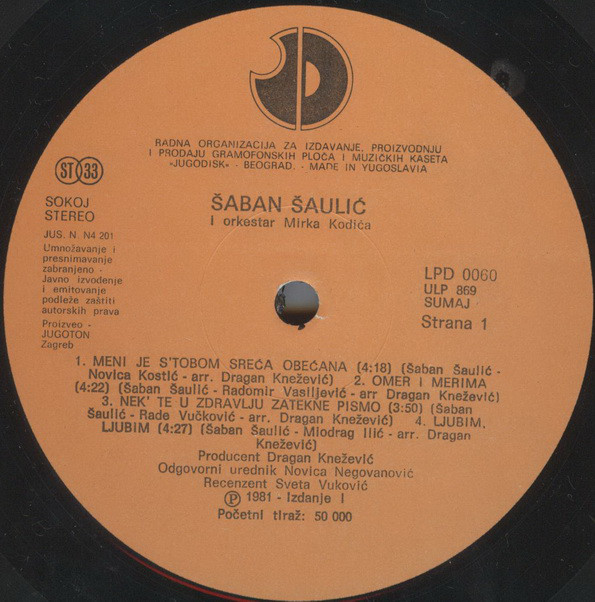 RADNA ORGANIZACIJA ZA IZDAVANJE, PROIZVODNJU
I PRODAJU GRAMOFONSKIH PLOČA I MUZIČKIH KASETA
»JUGODISK« - BEOGRAD. - MADE IN YUGOSLAVIA
ST 33
SOKOJ
STEREO
JUS. N. N4 201
Umnožavanje i
presnimavanje
zabranjeno -
Javno izvođenje
i emitovanje
podleže zaštiti
autorskih prava
Proizveo -
JUGOTON
Zagreb
ŠABAN ŠAULIĆ
I orkestar Mirka Kodića
LPD 0060
ULP 869
SUMAJ
Strana 1
1. MENI JE S'TOBOM SREĆA OBEĆANA (4:18) (Šaban Šaulić -
Novica Kostić - arr. Dragan Knežević) 2. OMER I MERIMA
(4:22) (Šaban Šaulić - Radomir Vasiljević - arr. Dragan Knežević)
3. NEK' TE U ZDRAVLJU ZATEKNE PISMO (3:50) (Šaban
Šaulić - Rade Vučković - arr. Dragan Knežević) 4. LJUBIM,
LJUBIM (4:27) (Šaban Šaulić - Miodrag Ilić - arr. Dragan
Knežević)
Producent Dragan Knežević
Odgovorni urednik Novica Negovanović
Recenzent Sveta Vuković
Ⓟ 1981 - Izdanje I
Početni tiraž: 50 000